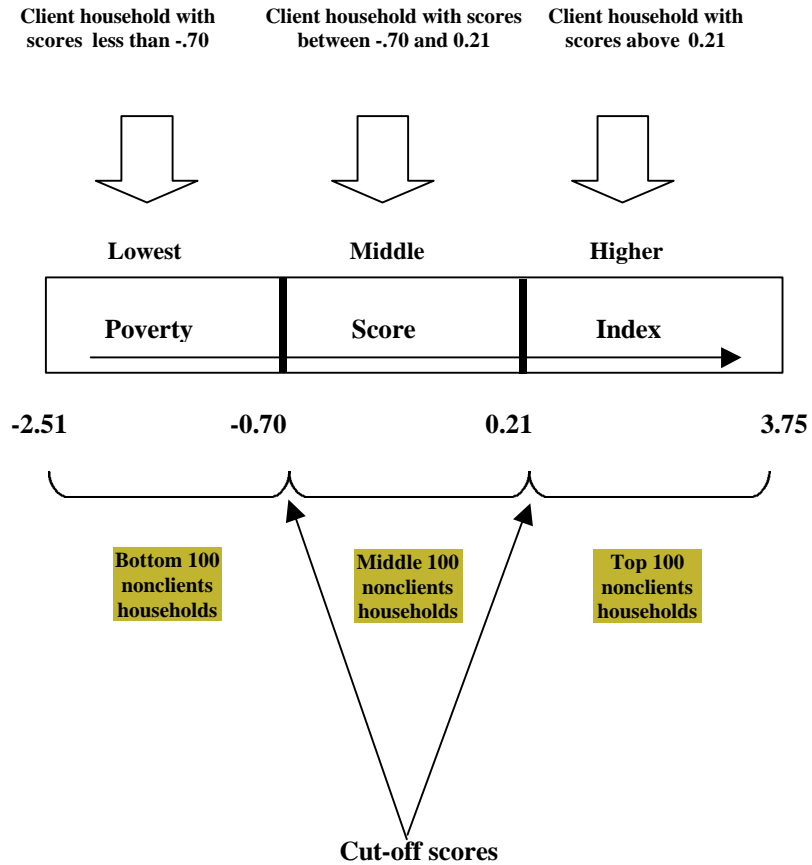 Client household with
scores less than -.70
Client household with scores
between -.70 and 0.21
Client household with
scores above 0.21
Lowest
Middle
Higher
Poverty
Score
Index
-2.51
-0.70
0.21
3.75
Bottom 100
nonclients
households
Middle 100
nonclients
households
Top 100
nonclients
households
Cut-off scores